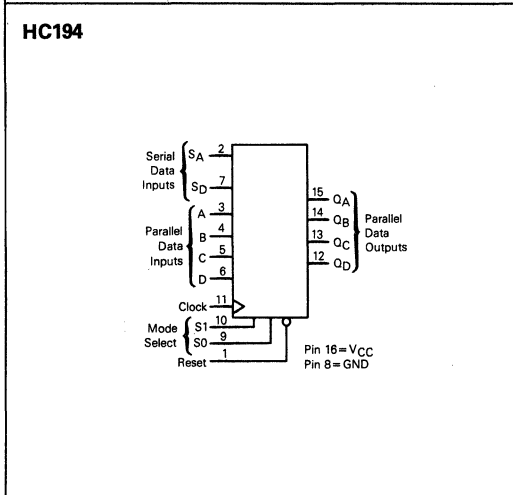 HC194
Serial
Data
Inputs
SA 2
SD 7
Parallel
Data
Inputs
A 3
B 4
C 5
D 6
15 QA
14 QB
13 QC
12 QD
Parallel
Data
Outputs
Clock 11
Mode
Select
S1 10
S0 9
Reset 1
Pin 16=VCC
Pin 8=GND